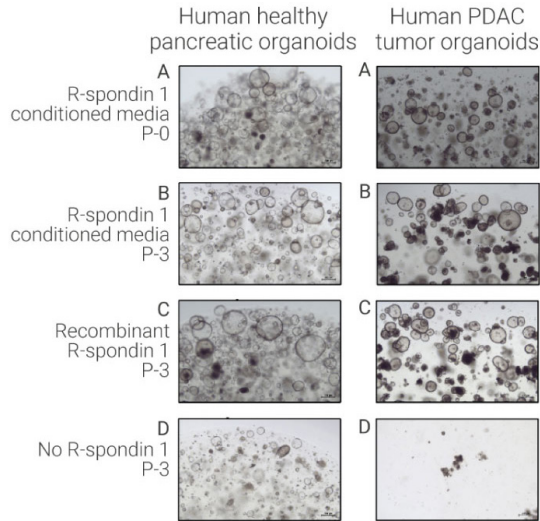 Human healthy
pancreatic organoids
Human PDAC
tumor organoids
R-spondin 1
conditioned media
P-0
A
A
R-spondin 1
conditioned media
P-3
B
B
Recombinant
R-spondin 1
P-3
C
C
No R-spondin 1
P-3
D
D